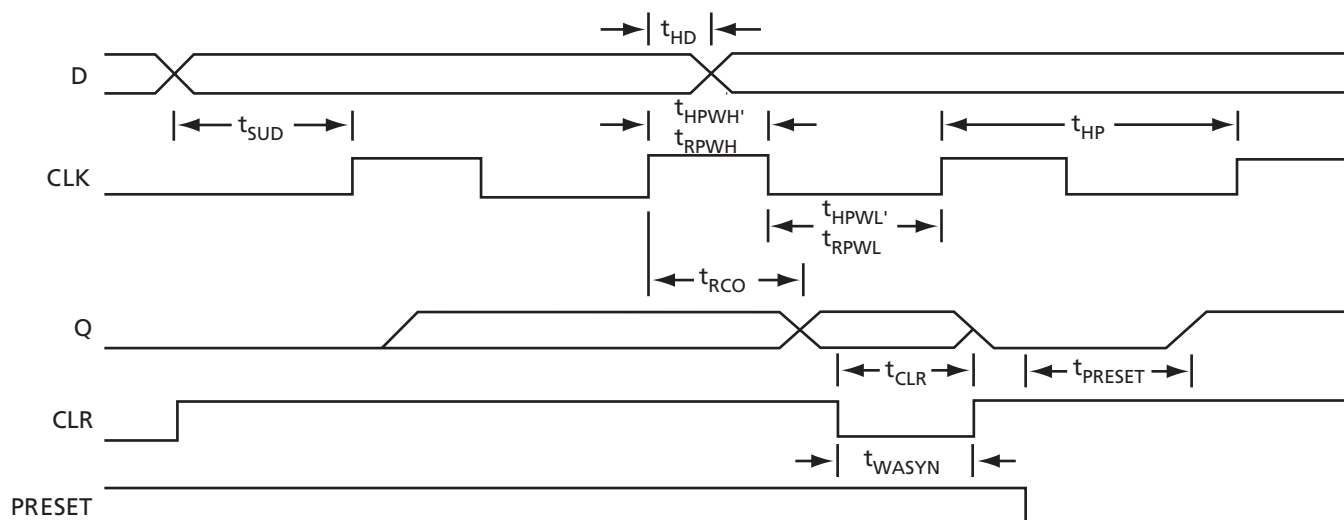 tHD
D
tSUD
tHPWH'
tRPWH
tHP
CLK
tHPWL'
tRPWL
tRCO
Q
tCLR
tPRESET
CLR
tWASYN
PRESET